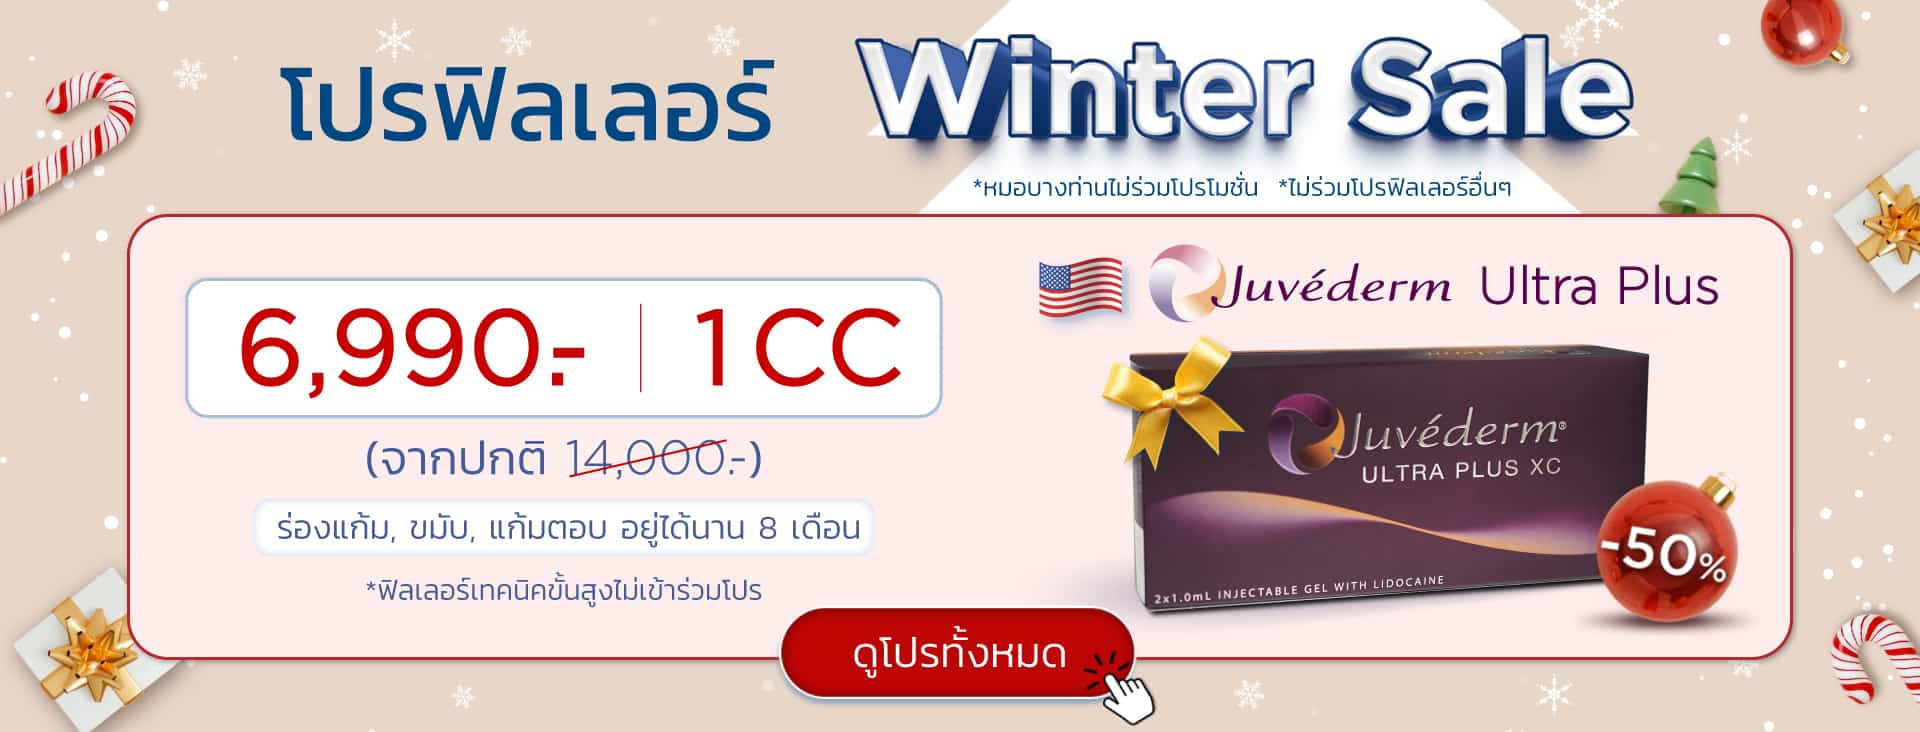 โปรฟิลเลอร์
Winter Sale
*หมอบางท่านไม่ร่วมโปรโมชั่น *ไม่ร่วมโปรฟิลเลอร์อื่นๆ
6,990.- | 1 CC
(จากปกติ 14,000.-)
ร่องแก้ม, ขมับ, แก้มตอบ อยู่ได้นาน 8 เดือน
*ฟิลเลอร์เทคนิคขั้นสูงไม่เข้าร่วมโปร
Juvéderm Ultra Plus
Juvéderm®
ULTRA PLUS XC
2x1.0mL INJECTABLE GEL WITH LIDOCAINE
-50%
ดูโปรทั้งหมด